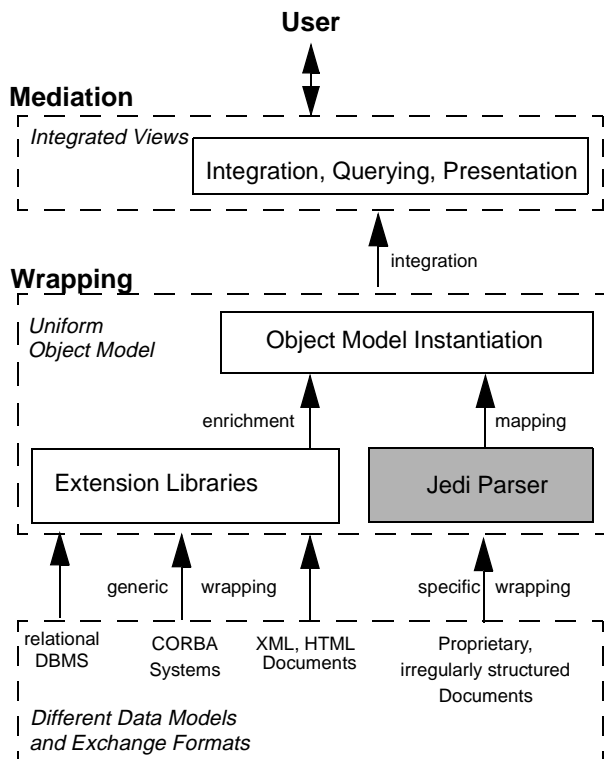 User
Mediation
Integrated Views
Integration, Querying, Presentation
integration
Wrapping
Uniform
Object Model
Object Model Instantiation
enrichment
mapping
Extension Libraries
Jedi Parser
generic wrapping
specific wrapping
relational
DBMS
CORBA
Systems
XML, HTML
Documents
Proprietary,
irregularly structured
Documents
Different Data Models
and Exchange Formats